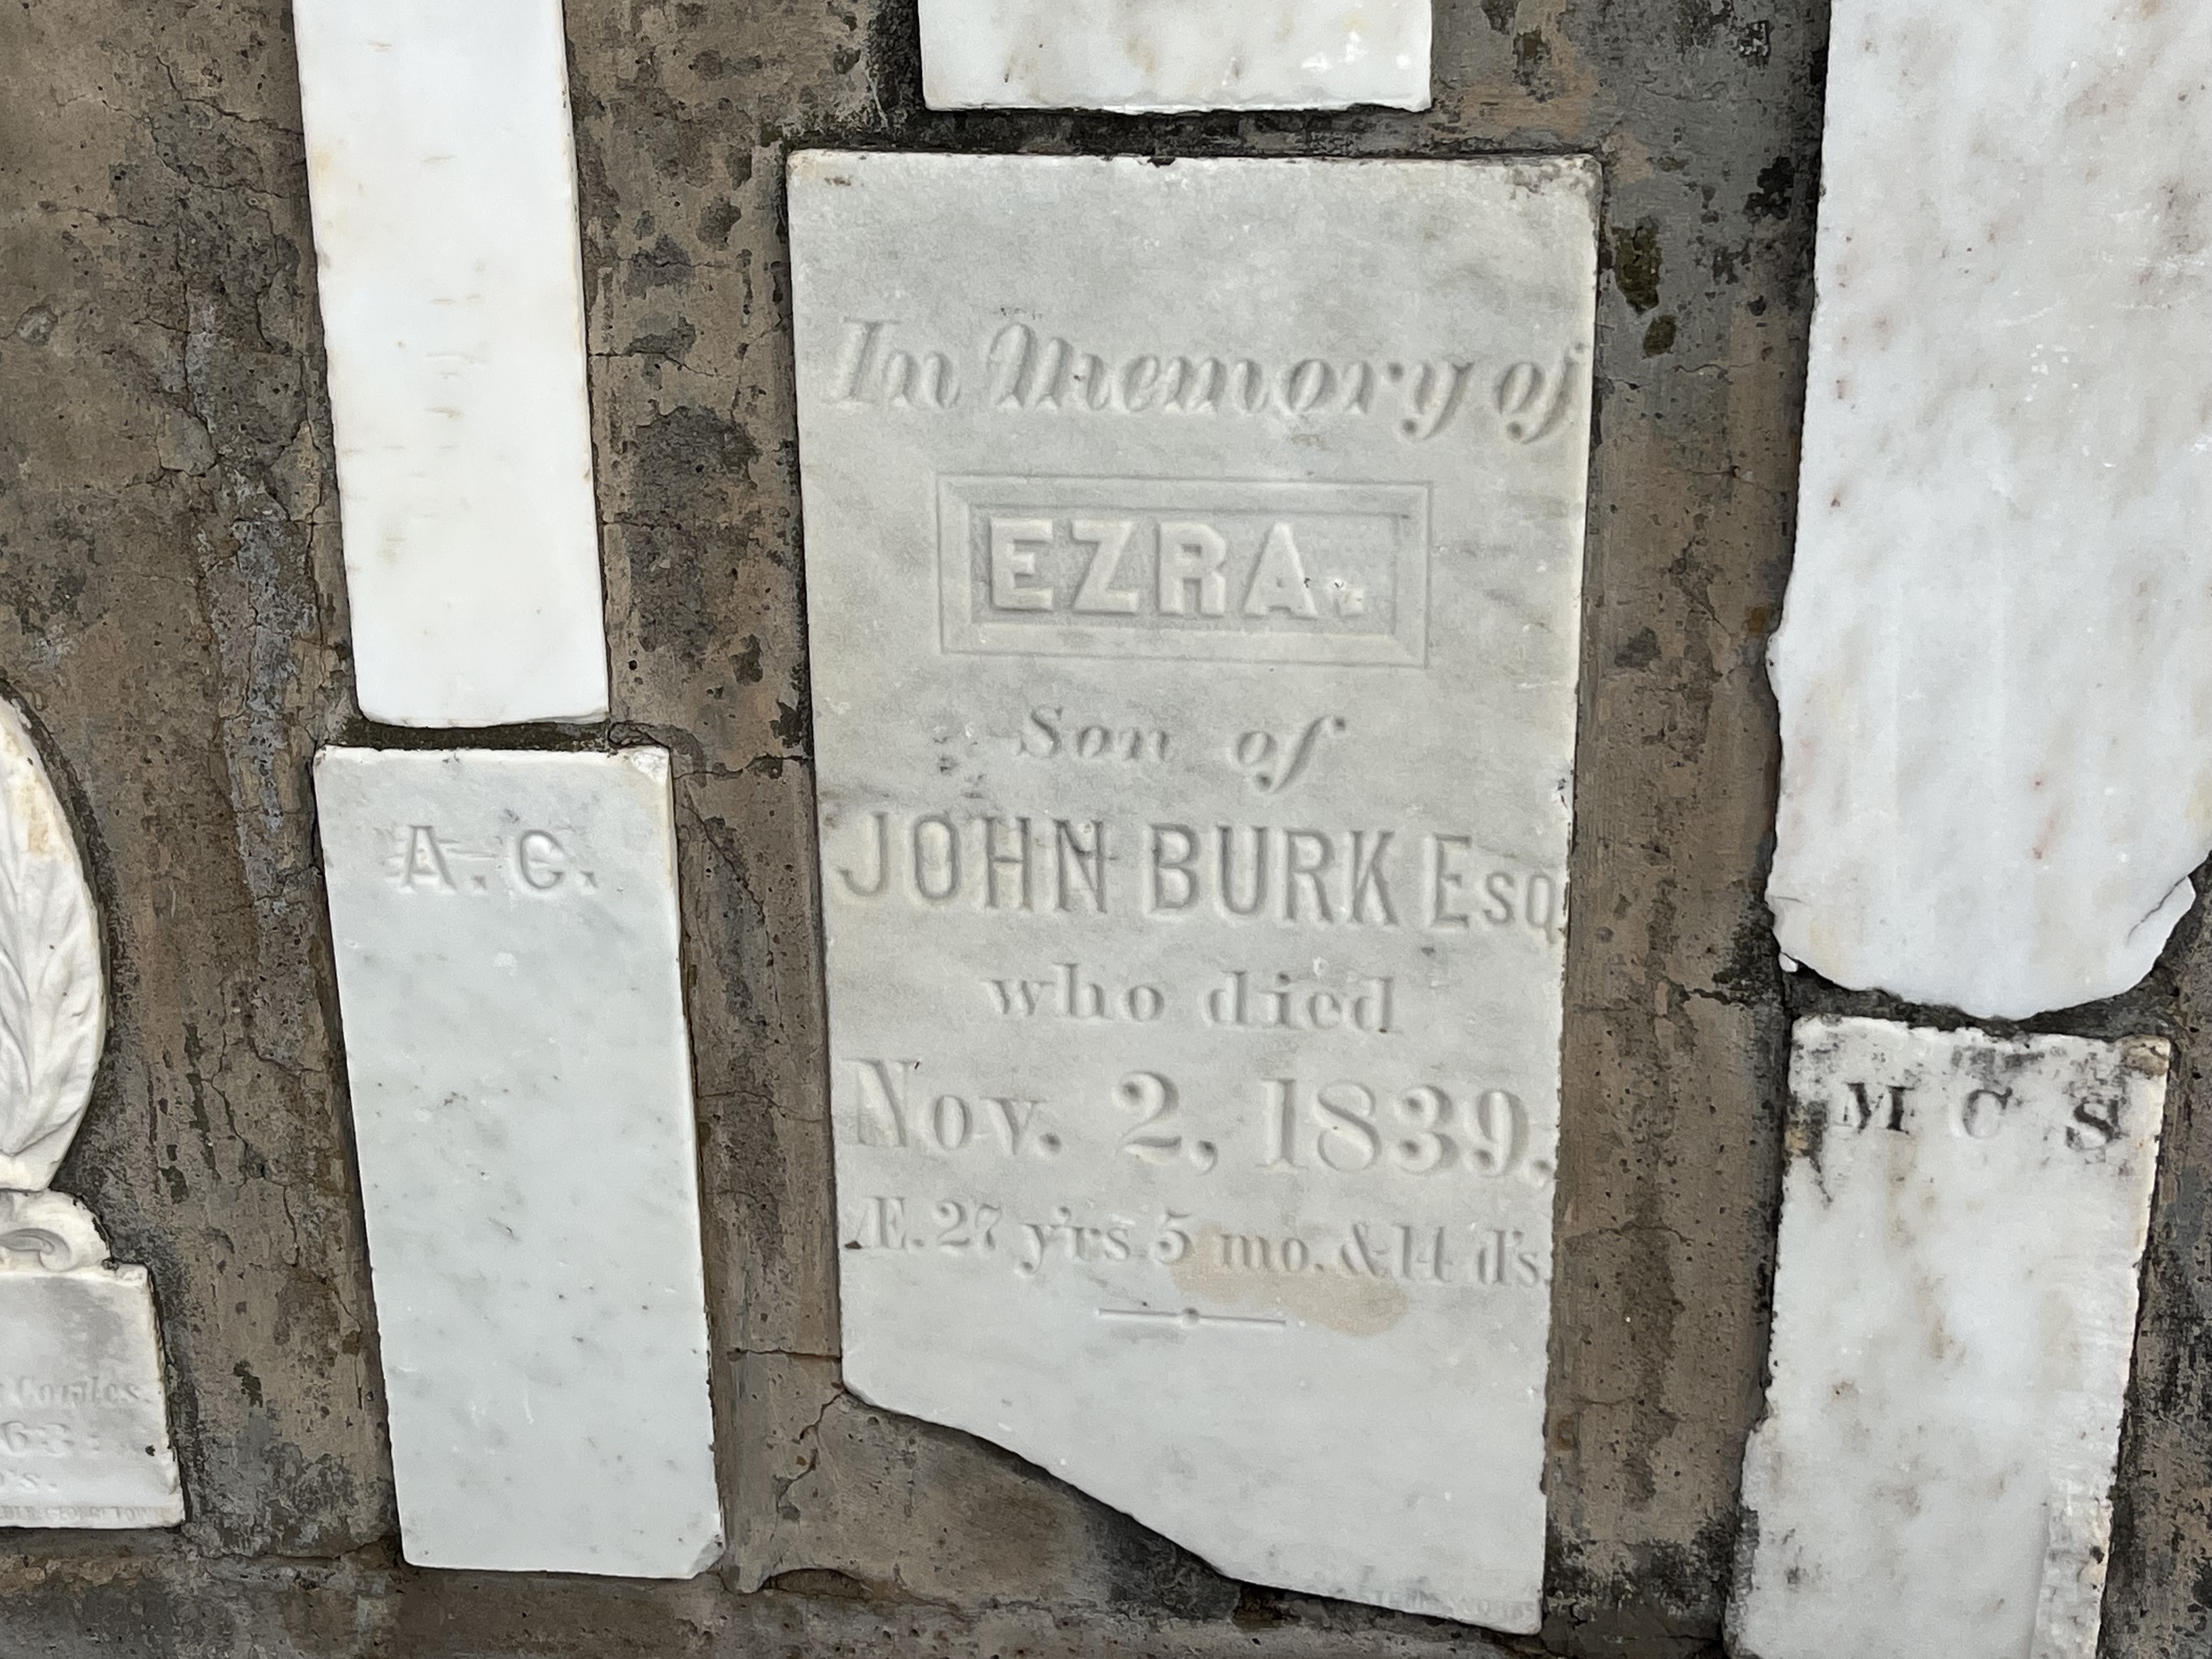 In Memory of
EZRA.
Son of
JOHN BURK ESQ
who died
Nov. 2, 1839.
Æ. 27 y'rs 5 mo. & 14 d's
A. C.
M C S
63